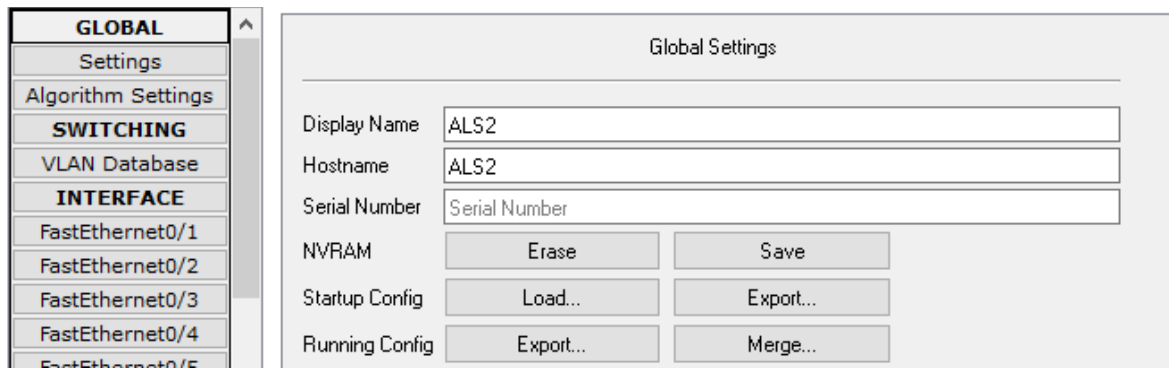 GLOBAL
Settings
Algorithm Settings
SWITCHING
VLAN Database
INTERFACE
FastEthernet0/1
FastEthernet0/2
FastEthernet0/3
FastEthernet0/4
FastEthernet0/5
Global Settings
Display Name ALS2
Hostname ALS2
Serial Number Serial Number
NVRAM Erase Save
Startup Config Load... Export...
Running Config Export... Merge...